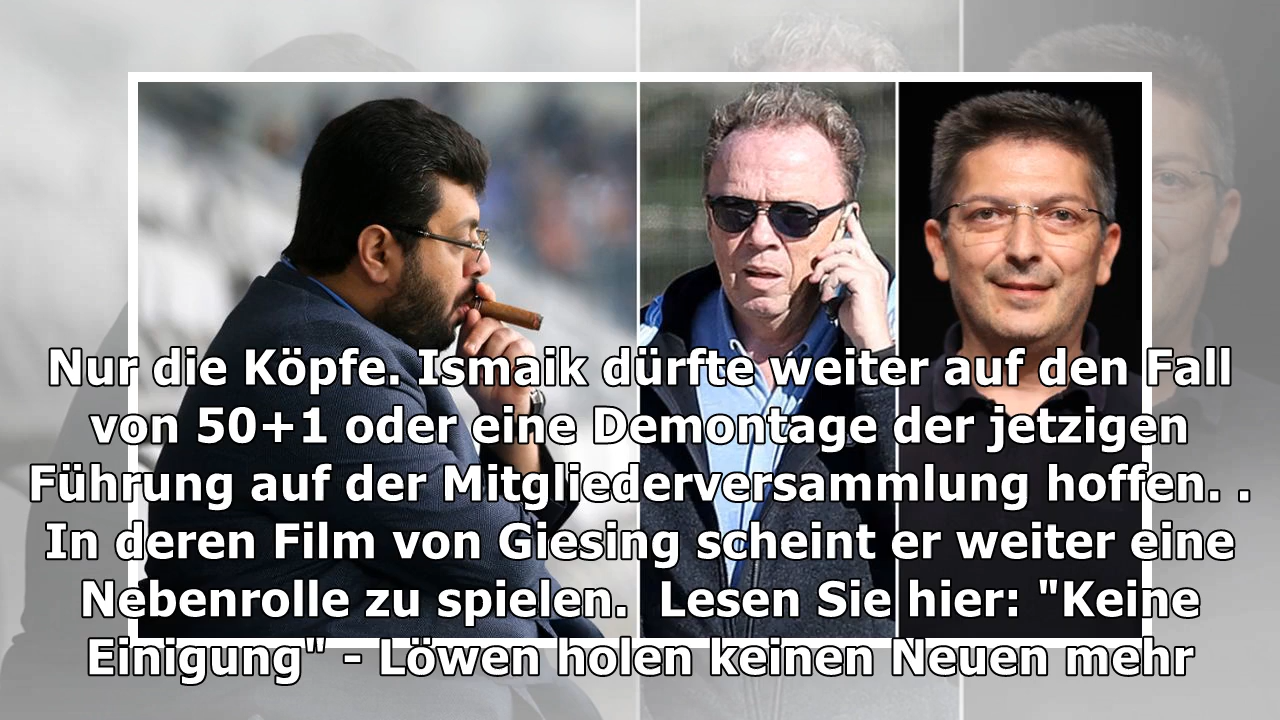 Nur die Köpfe. Ismaik dürfte weiter auf den Fall
von 50+1 oder eine Demontage der jetzigen
Führung auf der Mitgliederversammlung hoffen. .
In deren Film von Giesing scheint er weiter eine
Nebenrolle zu spielen.  Lesen Sie hier: "Keine
Einigung" - Löwen holen keinen Neuen mehr